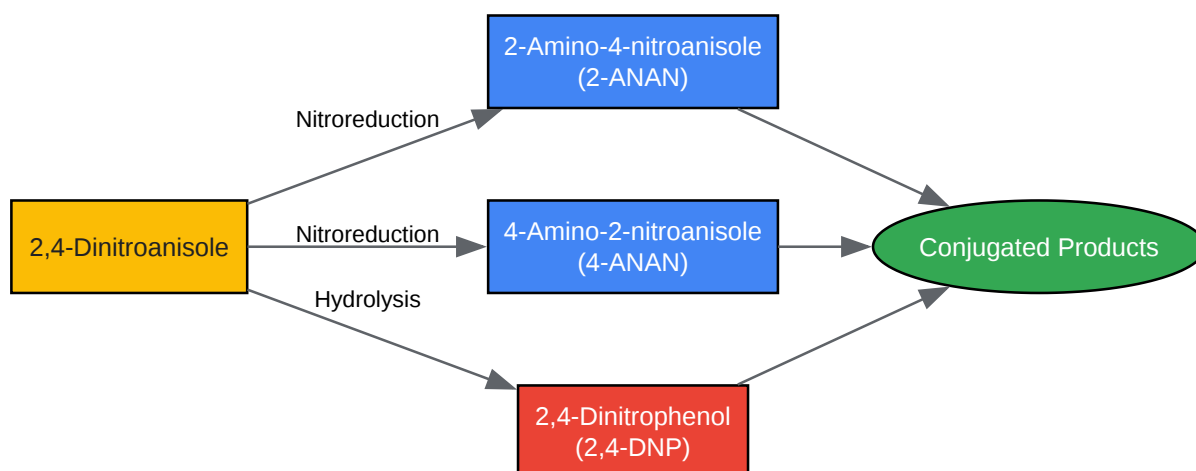 2-Amino-4-nitroanisole
(2-ANAN)
Nitroreduction
2,4-Dinitroanisole
Nitroreduction
4-Amino-2-nitroanisole
(4-ANAN)
Conjugated Products
Hydrolysis
2,4-Dinitrophenol
(2,4-DNP)